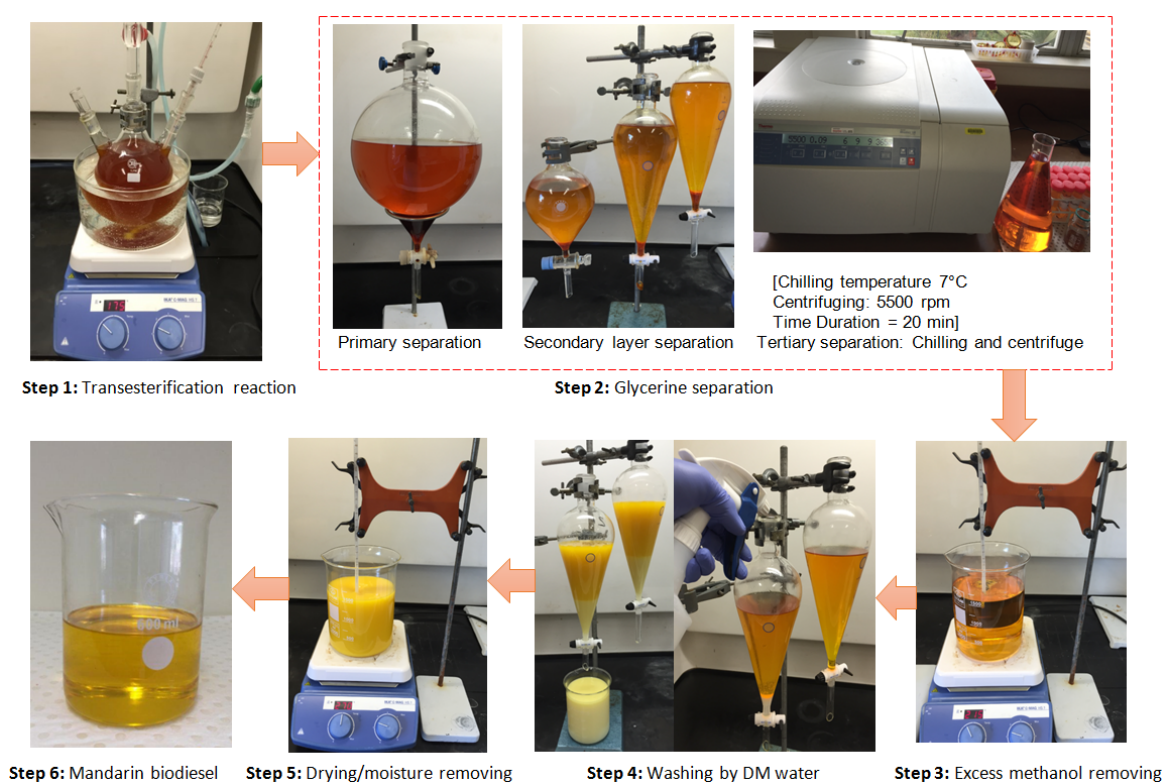 Primary separation
Secondary layer separation
[Chilling temperature 7°C
Centrifuging: 5500 rpm
Time Duration = 20 min]
Tertiary separation: Chilling and centrifuge
Step 1: Transesterification reaction
Step 2: Glycerine separation
600 ml
Step 6: Mandarin biodiesel
Step 5: Drying/moisture removing
Step 4: Washing by DM water
Step 3: Excess methanol removing